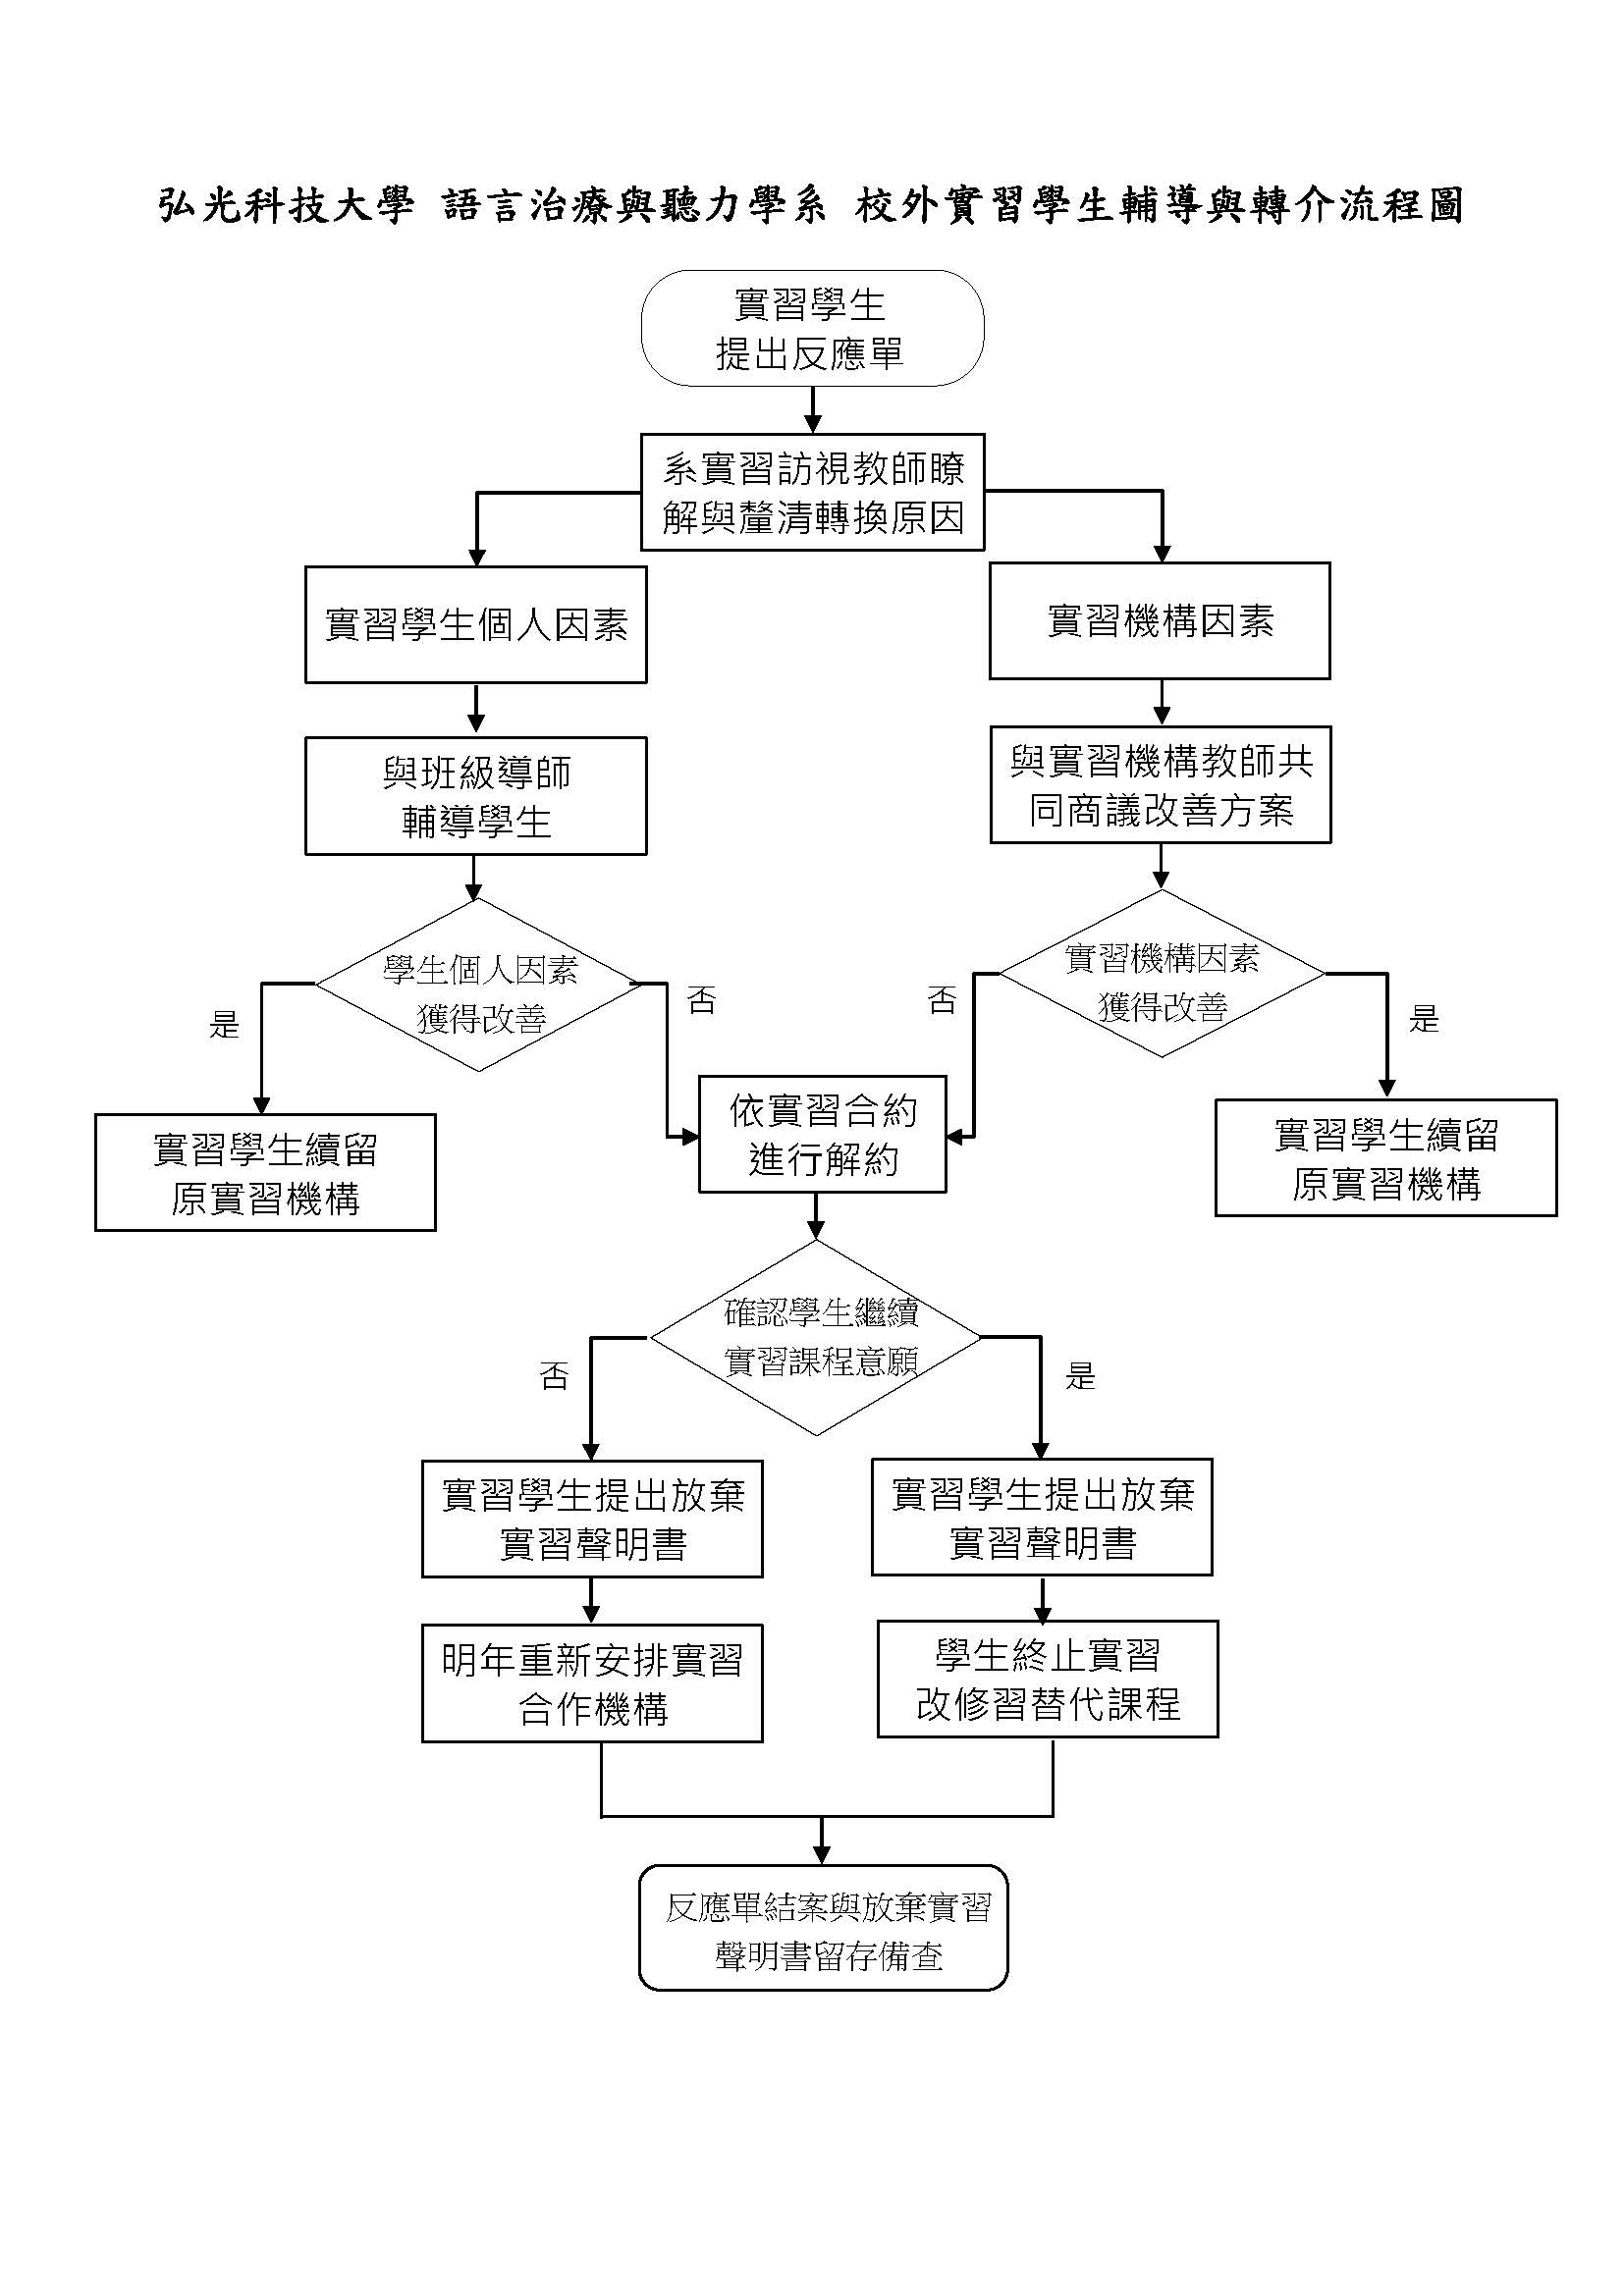 弘光科技大學 語言治療與聽力學系 校外實習學生輔導與轉介流程圖
實習學生
提出反應單
系實習訪視教師瞭
解與釐清轉換原因
實習學生個人因素
實習機構因素
與班級導師
輔導學生
與實習機構教師共
同商議改善方案
學生個人因素
獲得改善
實習機構因素
獲得改善
是
否
否
是
實習學生續留
原實習機構
依實習合約
進行解約
實習學生續留
原實習機構
確認學生繼續
實習課程意願
否
是
實習學生提出放棄
實習聲明書
實習學生提出放棄
實習聲明書
明年重新安排實習
合作機構
學生終止實習
改修習替代課程
反應單結案與放棄實習
聲明書留存備查